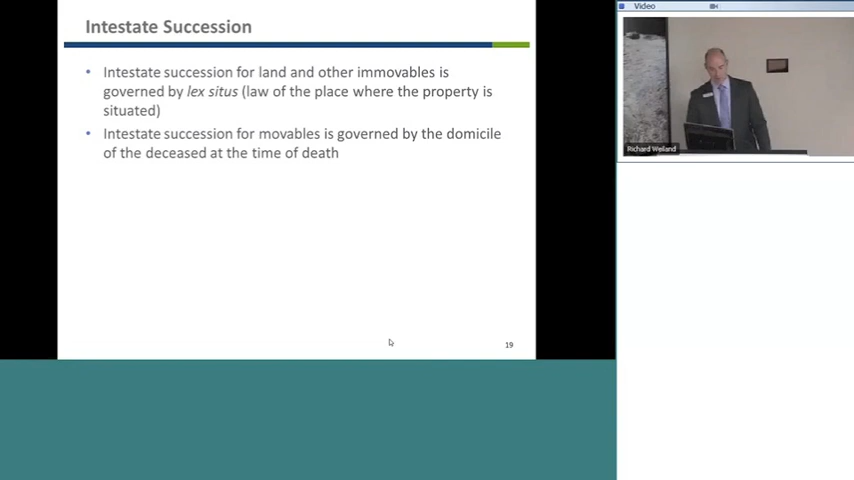 Intestate Succession
• Intestate succession for land and other immovables is
governed by lex situs (law of the place where the property is
situated)
• Intestate succession for movables is governed by the domicile
of the deceased at the time of death
19
Video
Richard Weiland